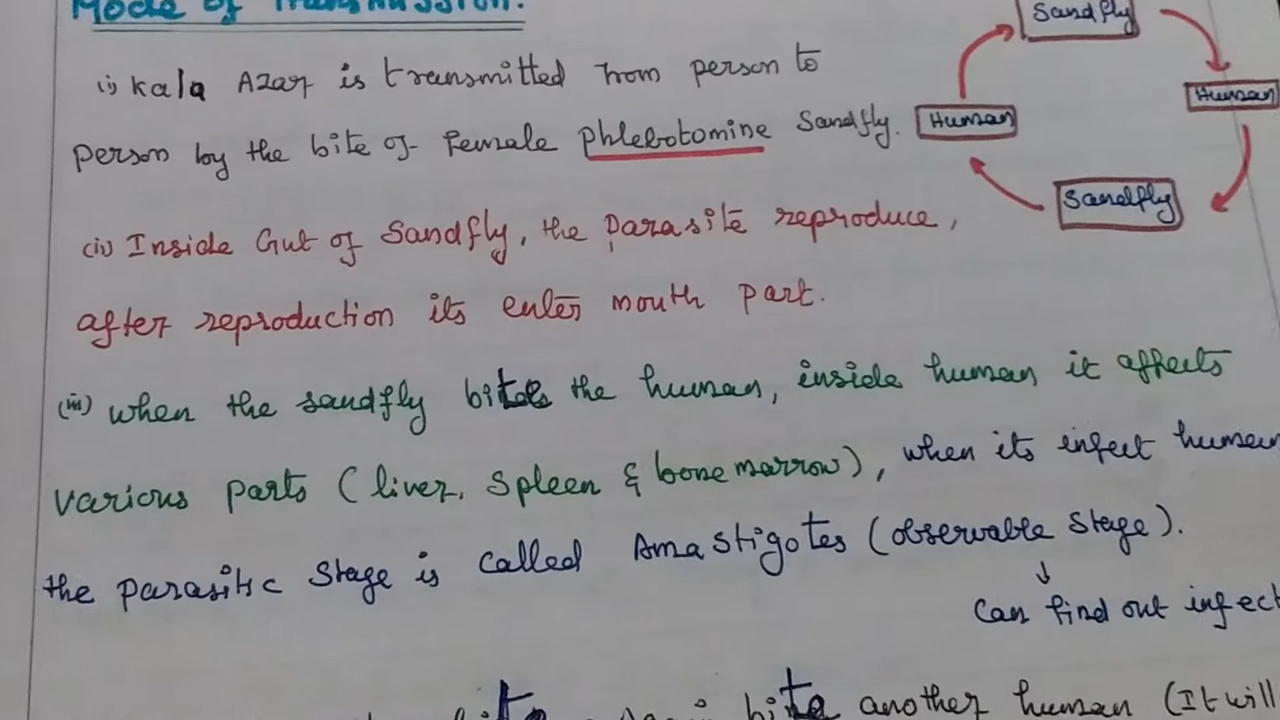 Mode of Transmission:
(i) Kala Azar is transmitted from person to
person by the bite of Female Phlebotomine Sandfly.
Sandfly
Human
Human
Sandfly
(ii) Inside Gut of Sandfly, the Parasite reproduce,
after reproduction its enter mouth part.
(iii) when the sandfly bites the human, inside human it affects
various parts (liver, Spleen & bone marrow), when its infect human
the parasitic Stage is called Amastigotes (observable Stage).
↓
Can find out infect
bite another human (It will